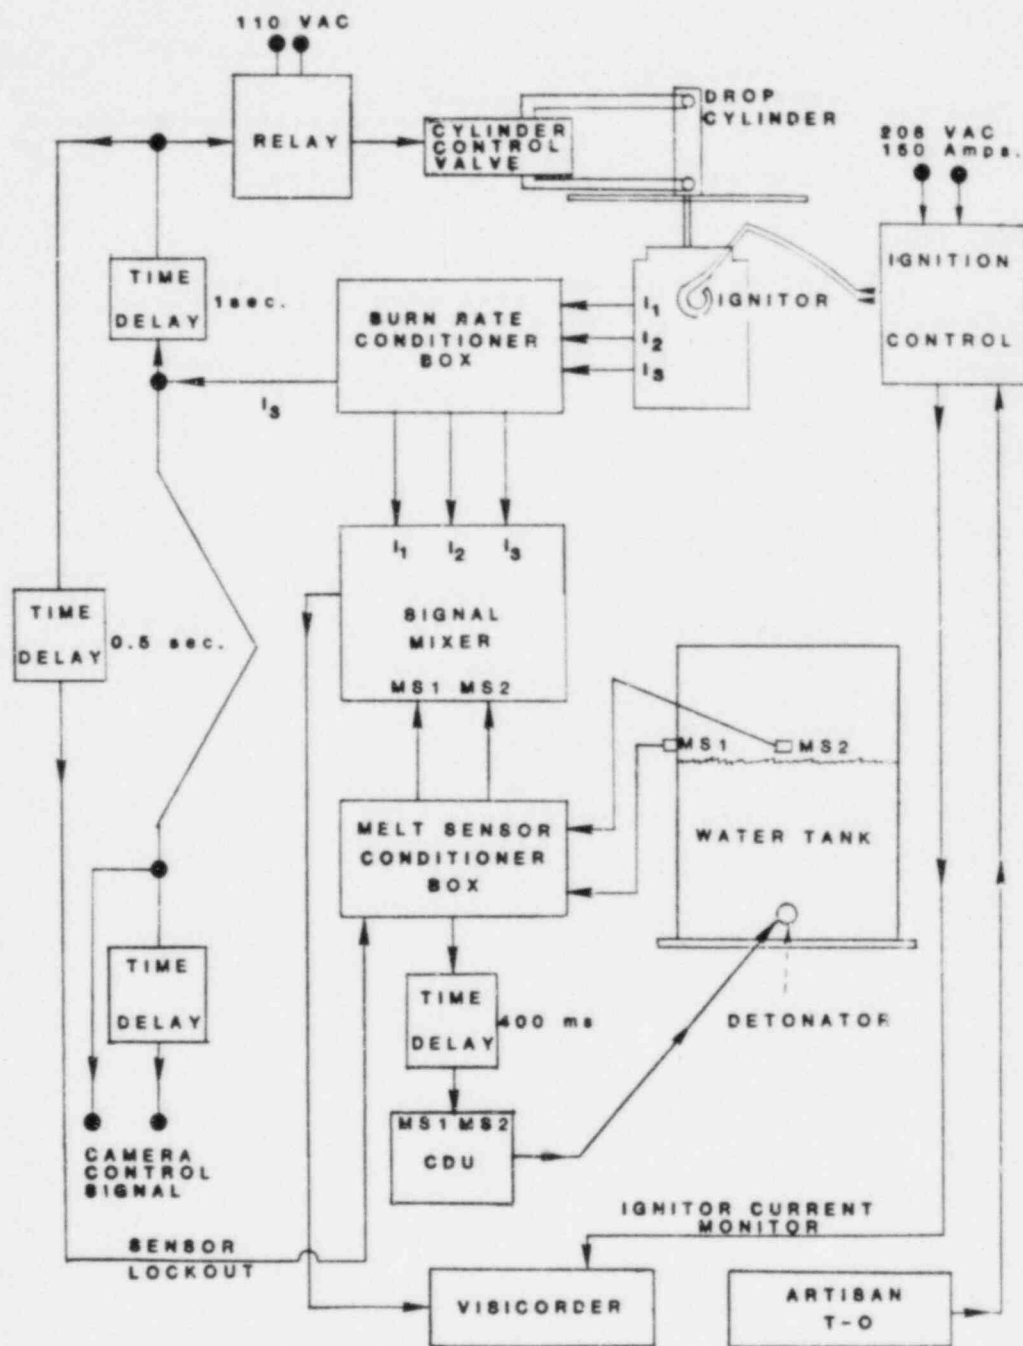 110 VAC
RELAY
CYLINDER
CONTROL
VALVE
DROP
CYLINDER
208 VAC
150 Amps.
TIME
DELAY
1sec.
BURN RATE
CONDITIONER
BOX
I1
I2
I3
IGNITOR
IGNITION
CONTROL
I3
I1 I2 I3
SIGNAL
MIXER
MS1 MS2
TIME
DELAY
0.5 sec.
MS1
MS2
WATER TANK
MELT SENSOR
CONDITIONER
BOX
TIME
DELAY
TIME
DELAY
400 ms
DETONATOR
MS1 MS2
CDU
CAMERA
CONTROL
SIGNAL
IGNITOR CURRENT
MONITOR
SENSOR
LOCKOUT
VISICORDER
ARTISAN
T-O